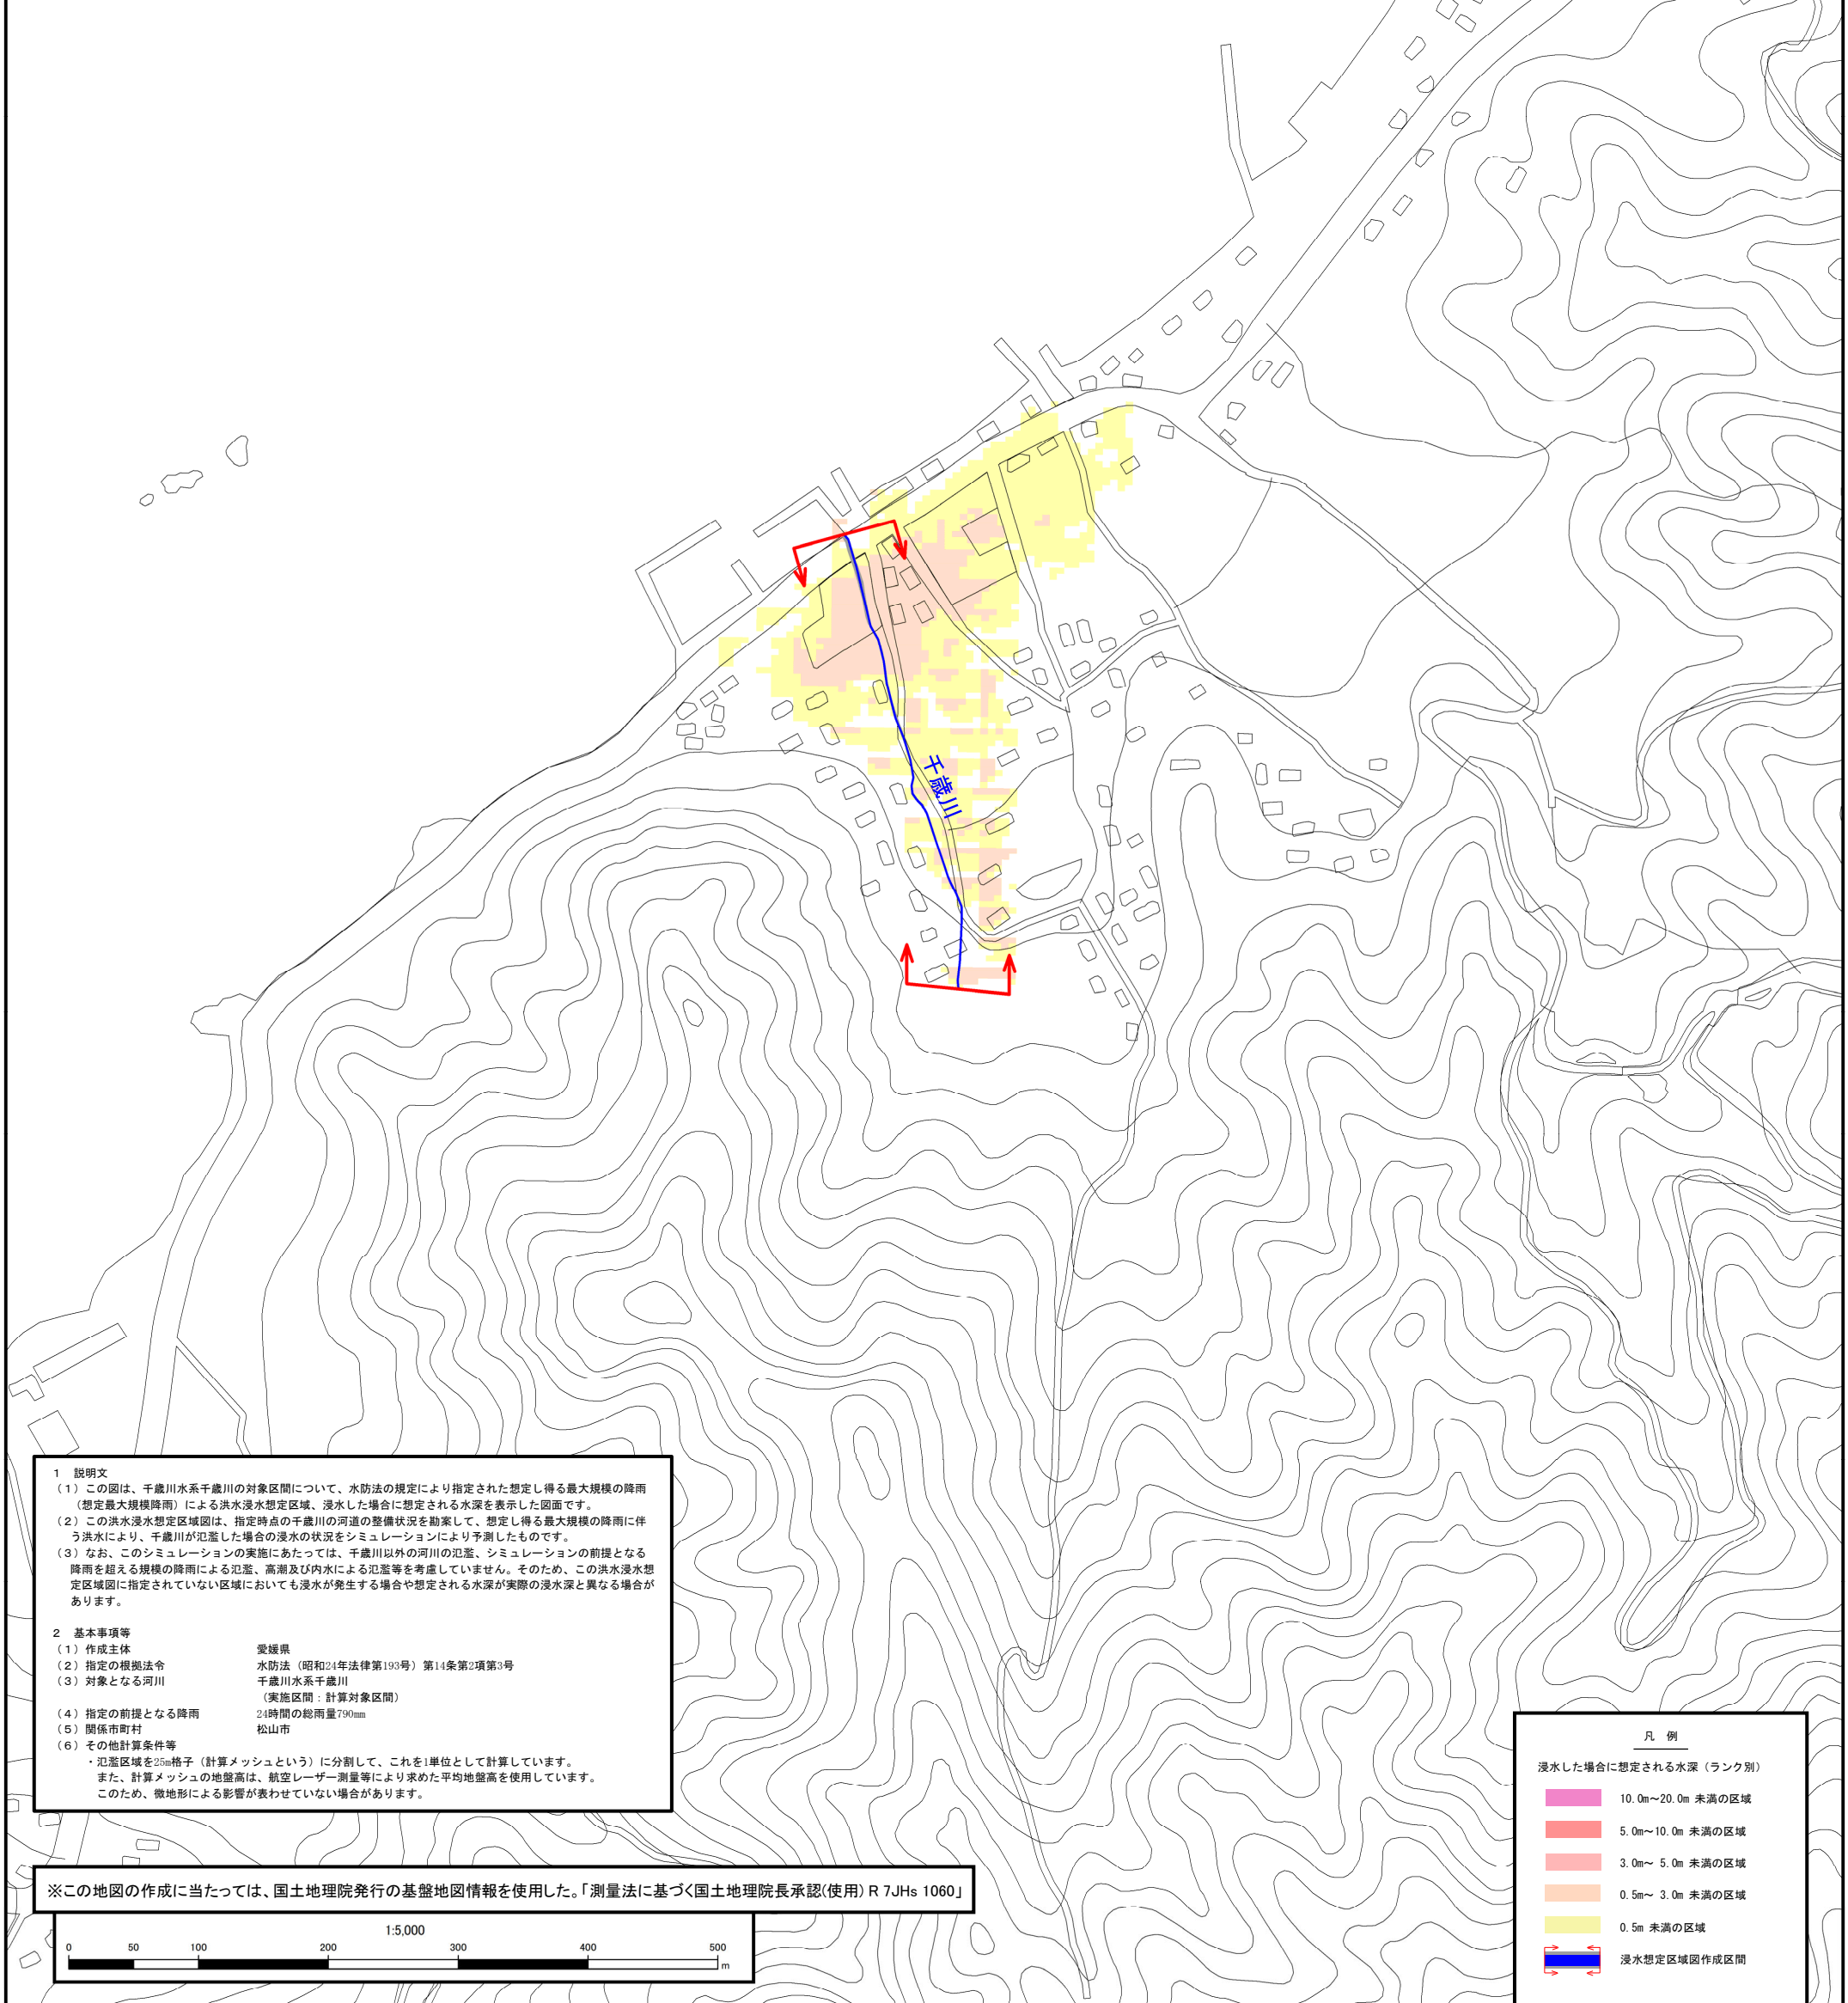 千歳川
1 説明文
(1)この図は、千歳川水系千歳川の対象区間について、水防法の規定により指定された想定し得る最大規模の降雨
(想定最大規模降雨)による洪水浸水想定区域、浸水した場合に想定される水深を表示した図面です。
(2)この洪水浸水想定区域図は、指定時点の千歳川の河道の整備状況を勘案して、想定し得る最大規模の降雨に伴
う洪水により、千歳川が氾濫した場合の浸水の状況をシミュレーションにより予測したものです。
(3)なお、このシミュレーションの実施にあたっては、千歳川以外の河川の氾濫、シミュレーションの前提となる
降雨を超える規模の降雨による氾濫、高潮及び内水による氾濫等を考慮していません。そのため、この洪水浸水想
定区域図に指定されていない区域においても浸水が発生する場合や想定される水深が実際の浸水深と異なる場合が
あります。
2 基本事項等
(1)作成主体 愛媛県
(2)指定の根拠法令 水防法(昭和24年法律第193号)第14条第2項第3号
(3)対象となる河川 千歳川水系千歳川
(実施区間:計算対象区間)
(4)指定の前提となる降雨 24時間の総雨量790mm
(5)関係市町村 松山市
(6)その他計算条件等
・氾濫区域を25m格子(計算メッシュという)に分割して、これを1単位として計算しています。
また、計算メッシュの地盤高は、航空レーザー測量等により求めた平均地盤高を使用しています。
このため、微地形による影響が表わせていない場合があります。
※この地図の作成に当たっては、国土地理院発行の基盤地図情報を使用した。「測量法に基づく国土地理院長承認(使用) R 7JHs 1060」
1:5,000
0 50 100 200 300 400 500
m
凡 例
浸水した場合に想定される水深(ランク別)
10.0m～20.0m 未満の区域
5.0m～10.0m 未満の区域
3.0m～ 5.0m 未満の区域
0.5m～ 3.0m 未満の区域
0.5m 未満の区域
浸水想定区域図作成区間